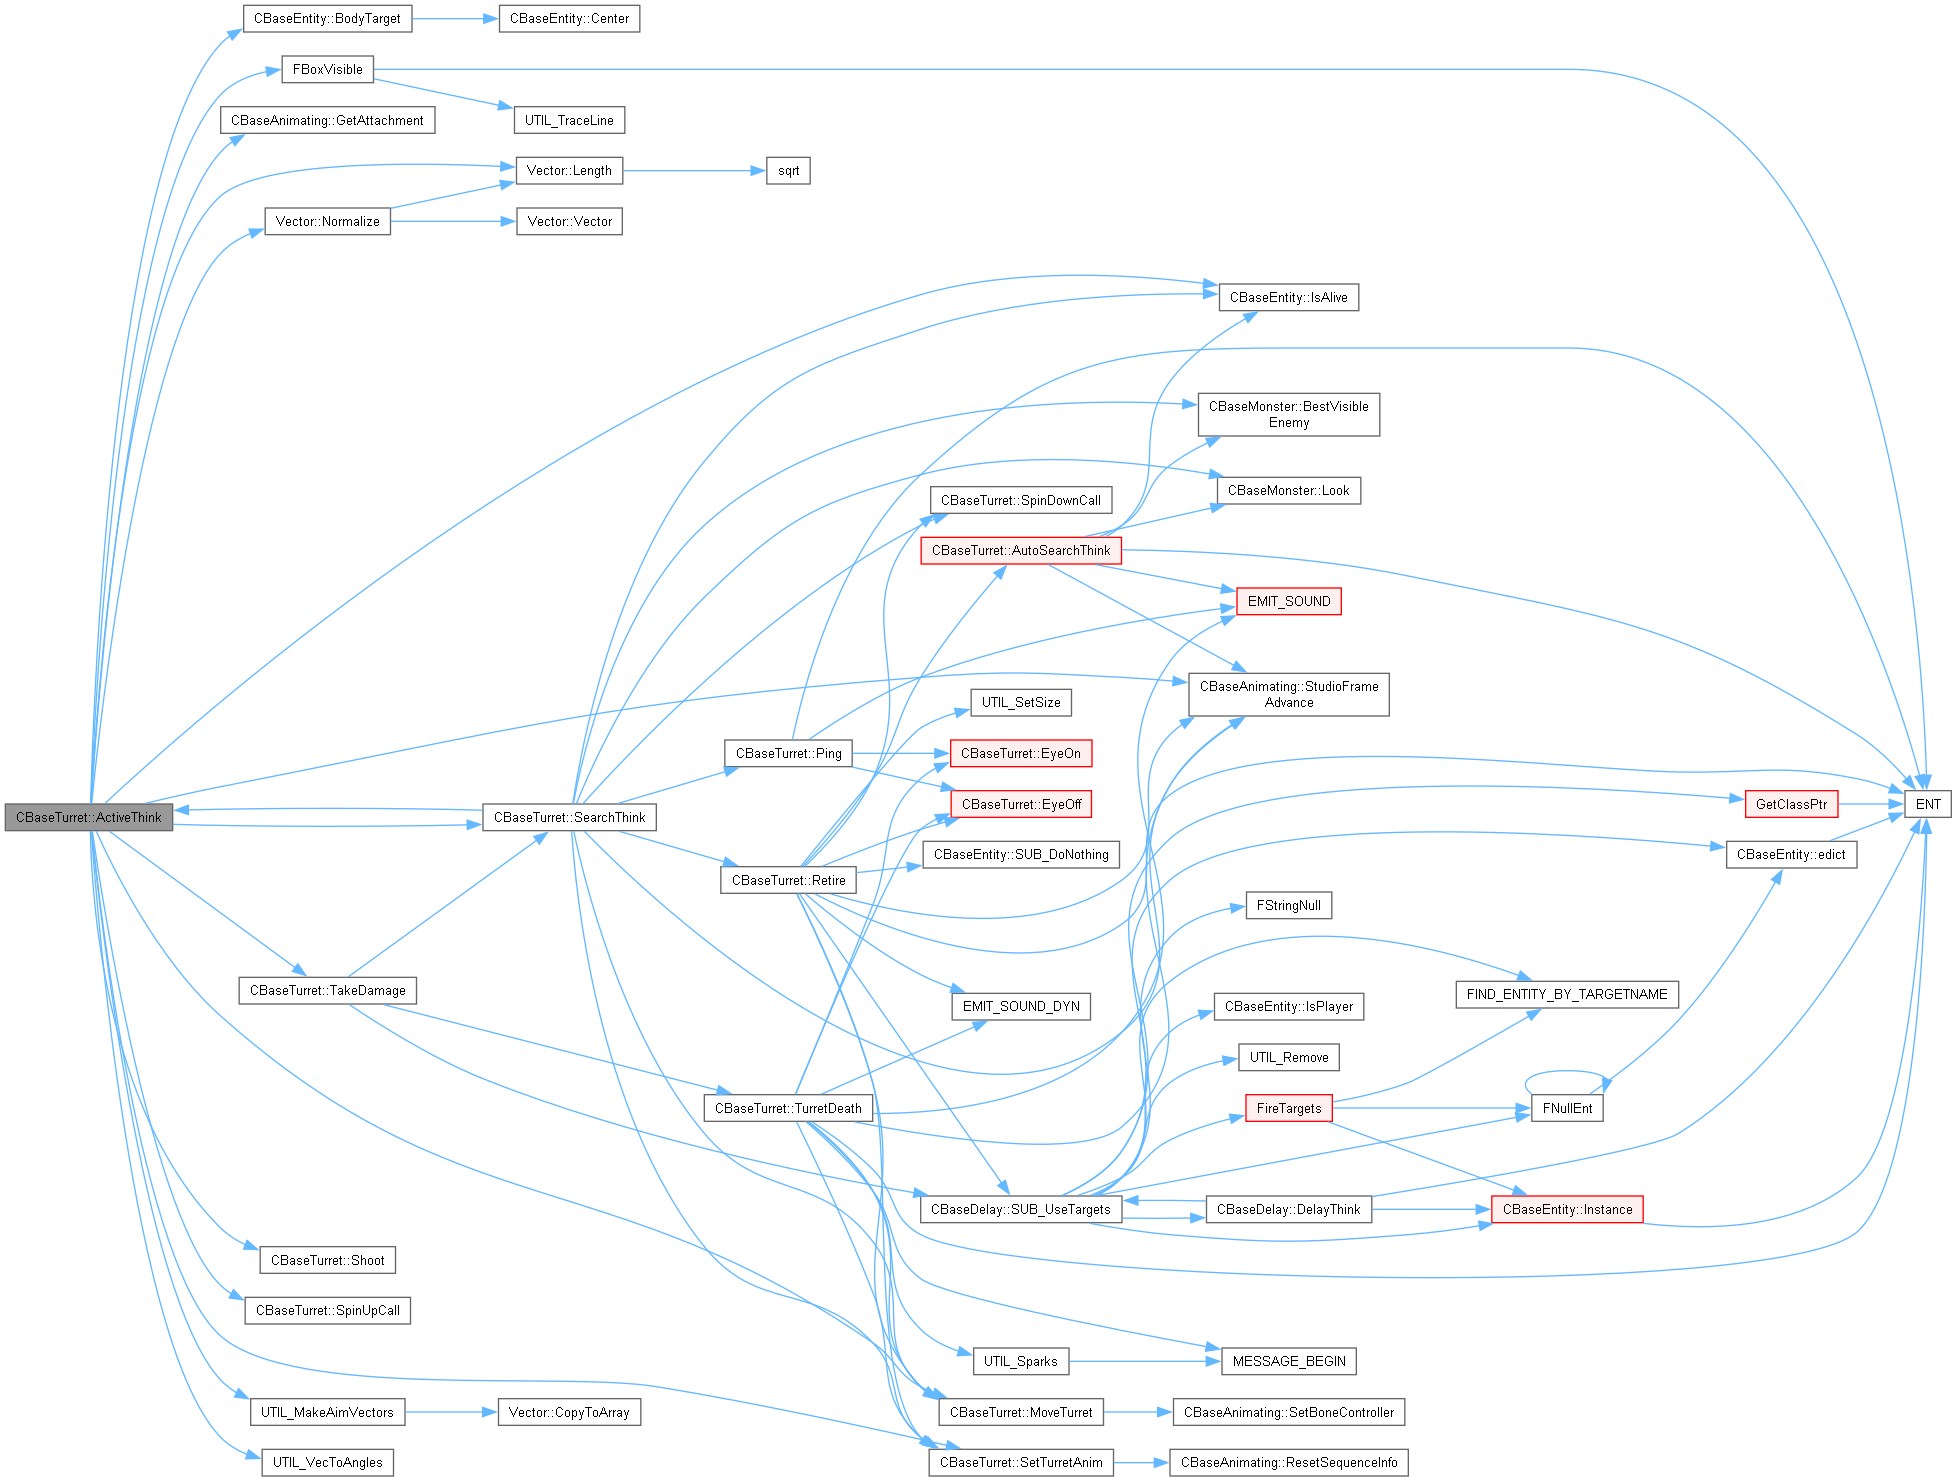 CBaseEntity::BodyTarget
CBaseEntity::Center
FBoxVisible
CBaseAnimating::GetAttachment
UTIL_TraceLine
Vector::Length
sqrt
Vector::Normalize
Vector::Vector
CBaseEntity::IsAlive
CBaseMonster::BestVisible
Enemy
CBaseMonster::Look
CBaseTurret::SpinDownCall
CBaseTurret::AutoSearchThink
EMIT_SOUND
CBaseAnimating::StudioFrame
Advance
UTIL_SetSize
CBaseTurret::Ping
CBaseTurret::EyeOn
CBaseTurret::EyeOff
GetClassPtr
ENT
CBaseTurret::ActiveThink
CBaseTurret::SearchThink
CBaseEntity::SUB_DoNothing
CBaseEntity::edict
CBaseTurret::Retire
FStringNull
CBaseTurret::TakeDamage
EMIT_SOUND_DYN
CBaseEntity::IsPlayer
FIND_ENTITY_BY_TARGETNAME
UTIL_Remove
CBaseTurret::TurretDeath
FireTargets
FNullEnt
CBaseDelay::SUB_UseTargets
CBaseDelay::DelayThink
CBaseEntity::Instance
CBaseTurret::Shoot
CBaseTurret::SpinUpCall
UTIL_Sparks
MESSAGE_BEGIN
UTIL_MakeAimVectors
Vector::CopyToArray
CBaseTurret::MoveTurret
CBaseAnimating::SetBoneController
UTIL_VecToAngles
CBaseTurret::SetTurretAnim
CBaseAnimating::ResetSequenceInfo